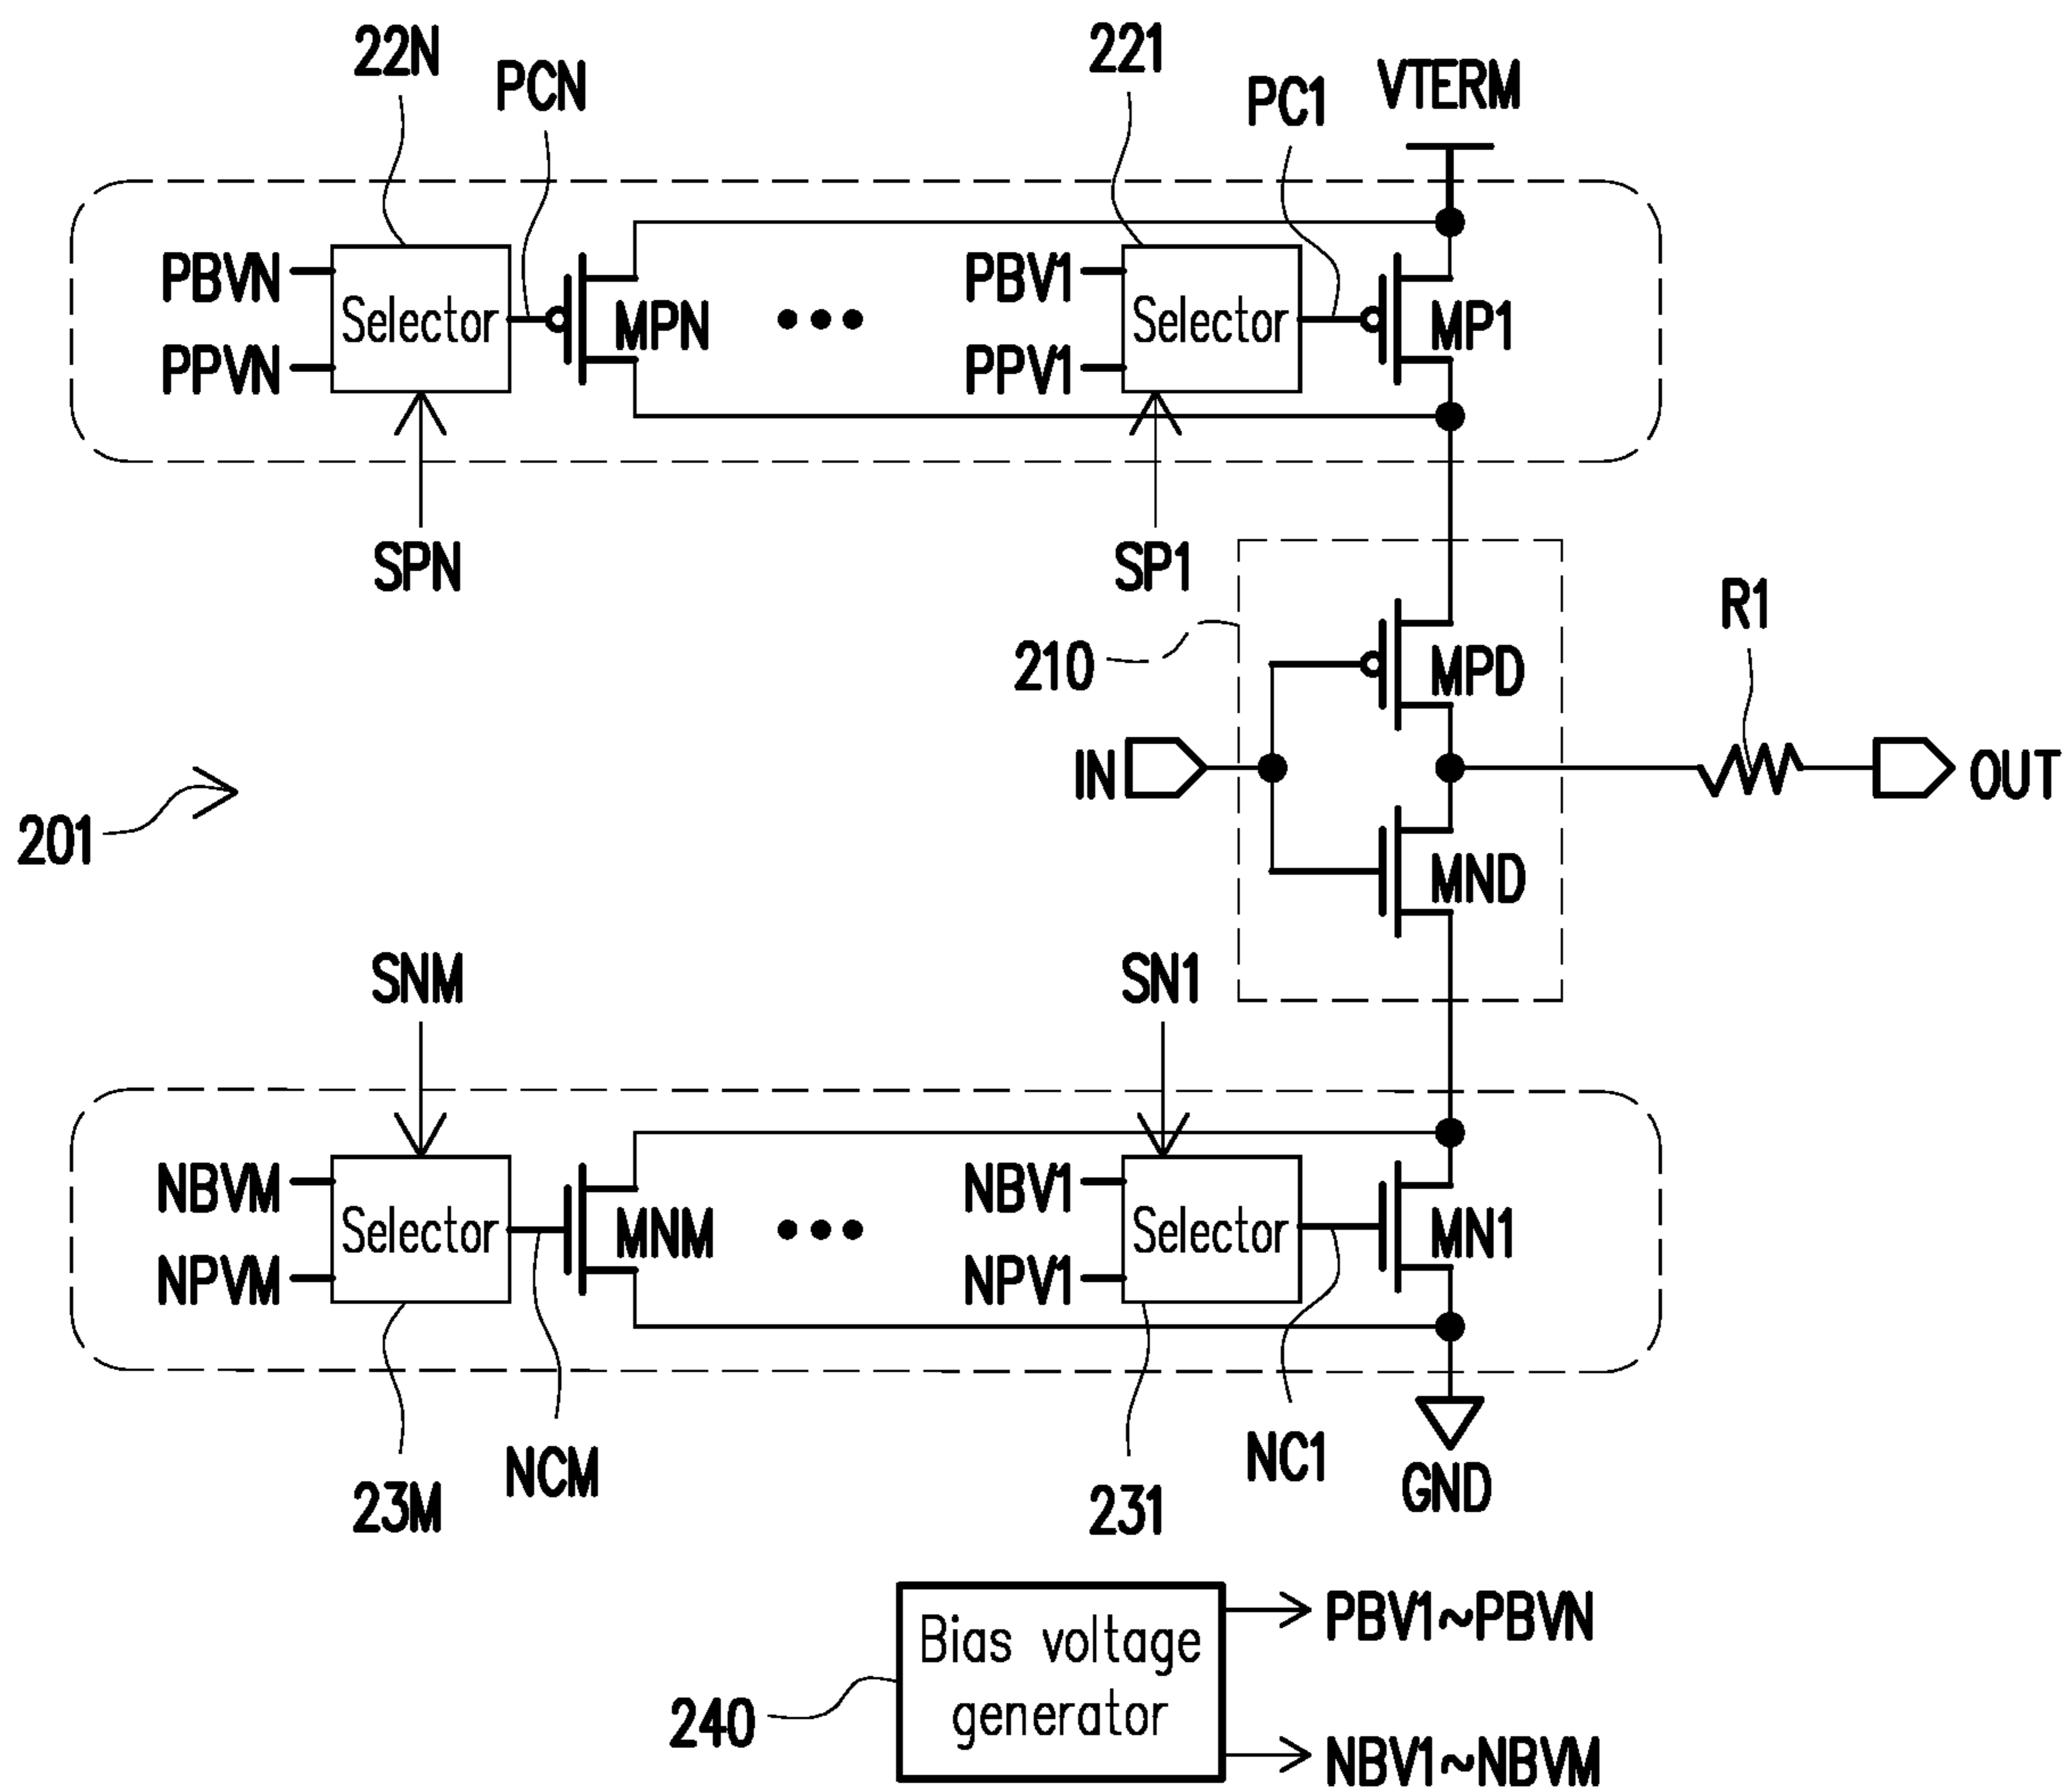 22N
PCN
221
PC1
VTERM
PBVN
Selector
PPVN
MPN
PBV1
Selector
PPV1
MP1
SPN
SP1
210
MPD
R1
IN
OUT
MND
201
SNM
SN1
NBVM
Selector
NPVM
MNM
NBV1
Selector
NPV1
MN1
23M
NCM
231
NC1
GND
240
Bias voltage
generator
PBV1~PBVN
NBV1~NBVM